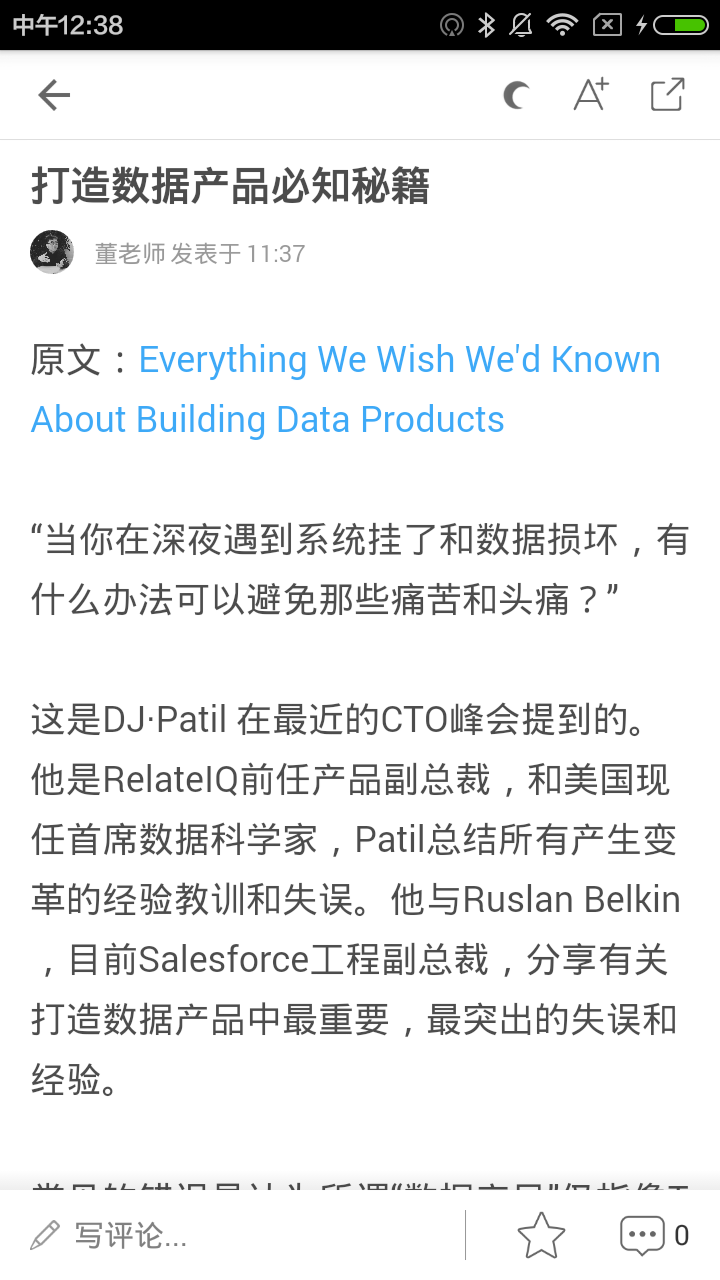 中午12:38
A+
打造数据产品必知秘籍
董老师 发表于 11:37
原文：Everything We Wish We'd Known
About Building Data Products
“当你在深夜遇到系统挂了和数据损坏，有
什么办法可以避免那些痛苦和头痛？”
这是DJ·Patil 在最近的CTO峰会提到的。
他是RelateIQ前任产品副总裁，和美国现
任首席数据科学家，Patil总结所有产生变
革的经验教训和失误。他与Ruslan Belkin
，目前Salesforce工程副总裁，分享有关
打造数据产品中最重要，最突出的失误和
经验。
写评论...
0